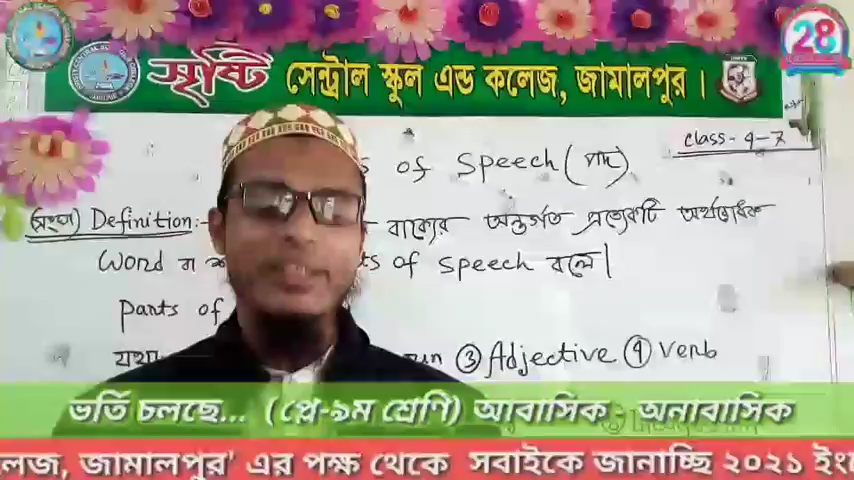 সৃষ্টি সেন্ট্রাল স্কুল এন্ড কলেজ, জামালপুর।
28
Class - 4-7
of Speech (পদ)
(সংজ্ঞা) Definition:- বাক্যের অন্তর্গত প্রত্যেকটি অর্থবোধক
Word বা of Speech বলে।
Parts of
যথা ③ Adjective ④ Verb
ভর্তি চলছে... (প্লে-৯ম শ্রেণি) আবাসিক - অনাবাসিক
লেজ, জামালপুর' এর পক্ষ থেকে সবাইকে জানাচ্ছি ২০২১ ইং